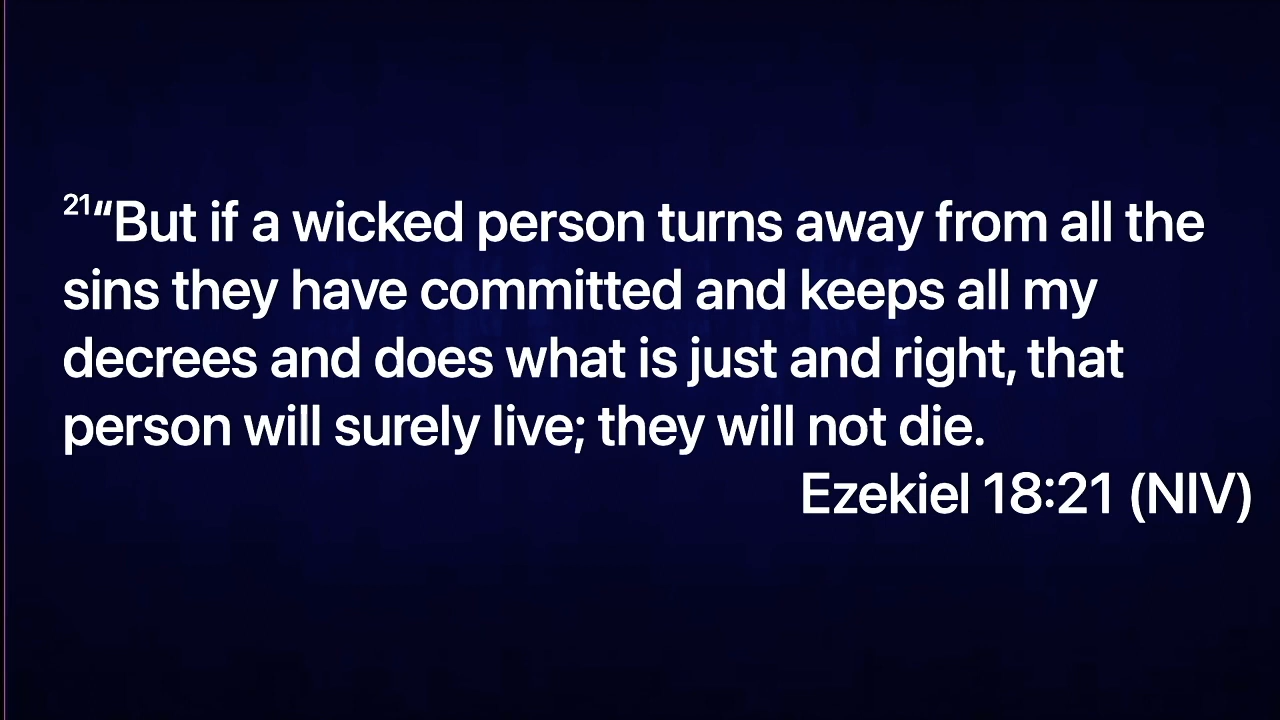 21“But if a wicked person turns away from all the
sins they have committed and keeps all my
decrees and does what is just and right, that
person will surely live; they will not die.
Ezekiel 18:21 (NIV)